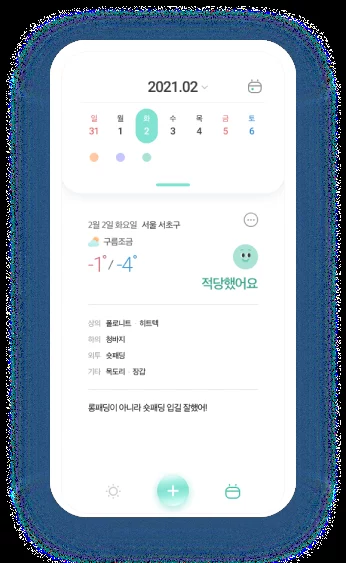 2021.02
일 월 화 수 목 금 토
31 1 2 3 4 5 6
2월 2일 화요일 서울 서초구
구름조금
-1°/-4°
적당했어요
상의 폴로니트 히트텍
하의 청바지
외투 숏패딩
기타 목도리 장갑
롱패딩이 아니라 숏패딩 입길 잘했어!